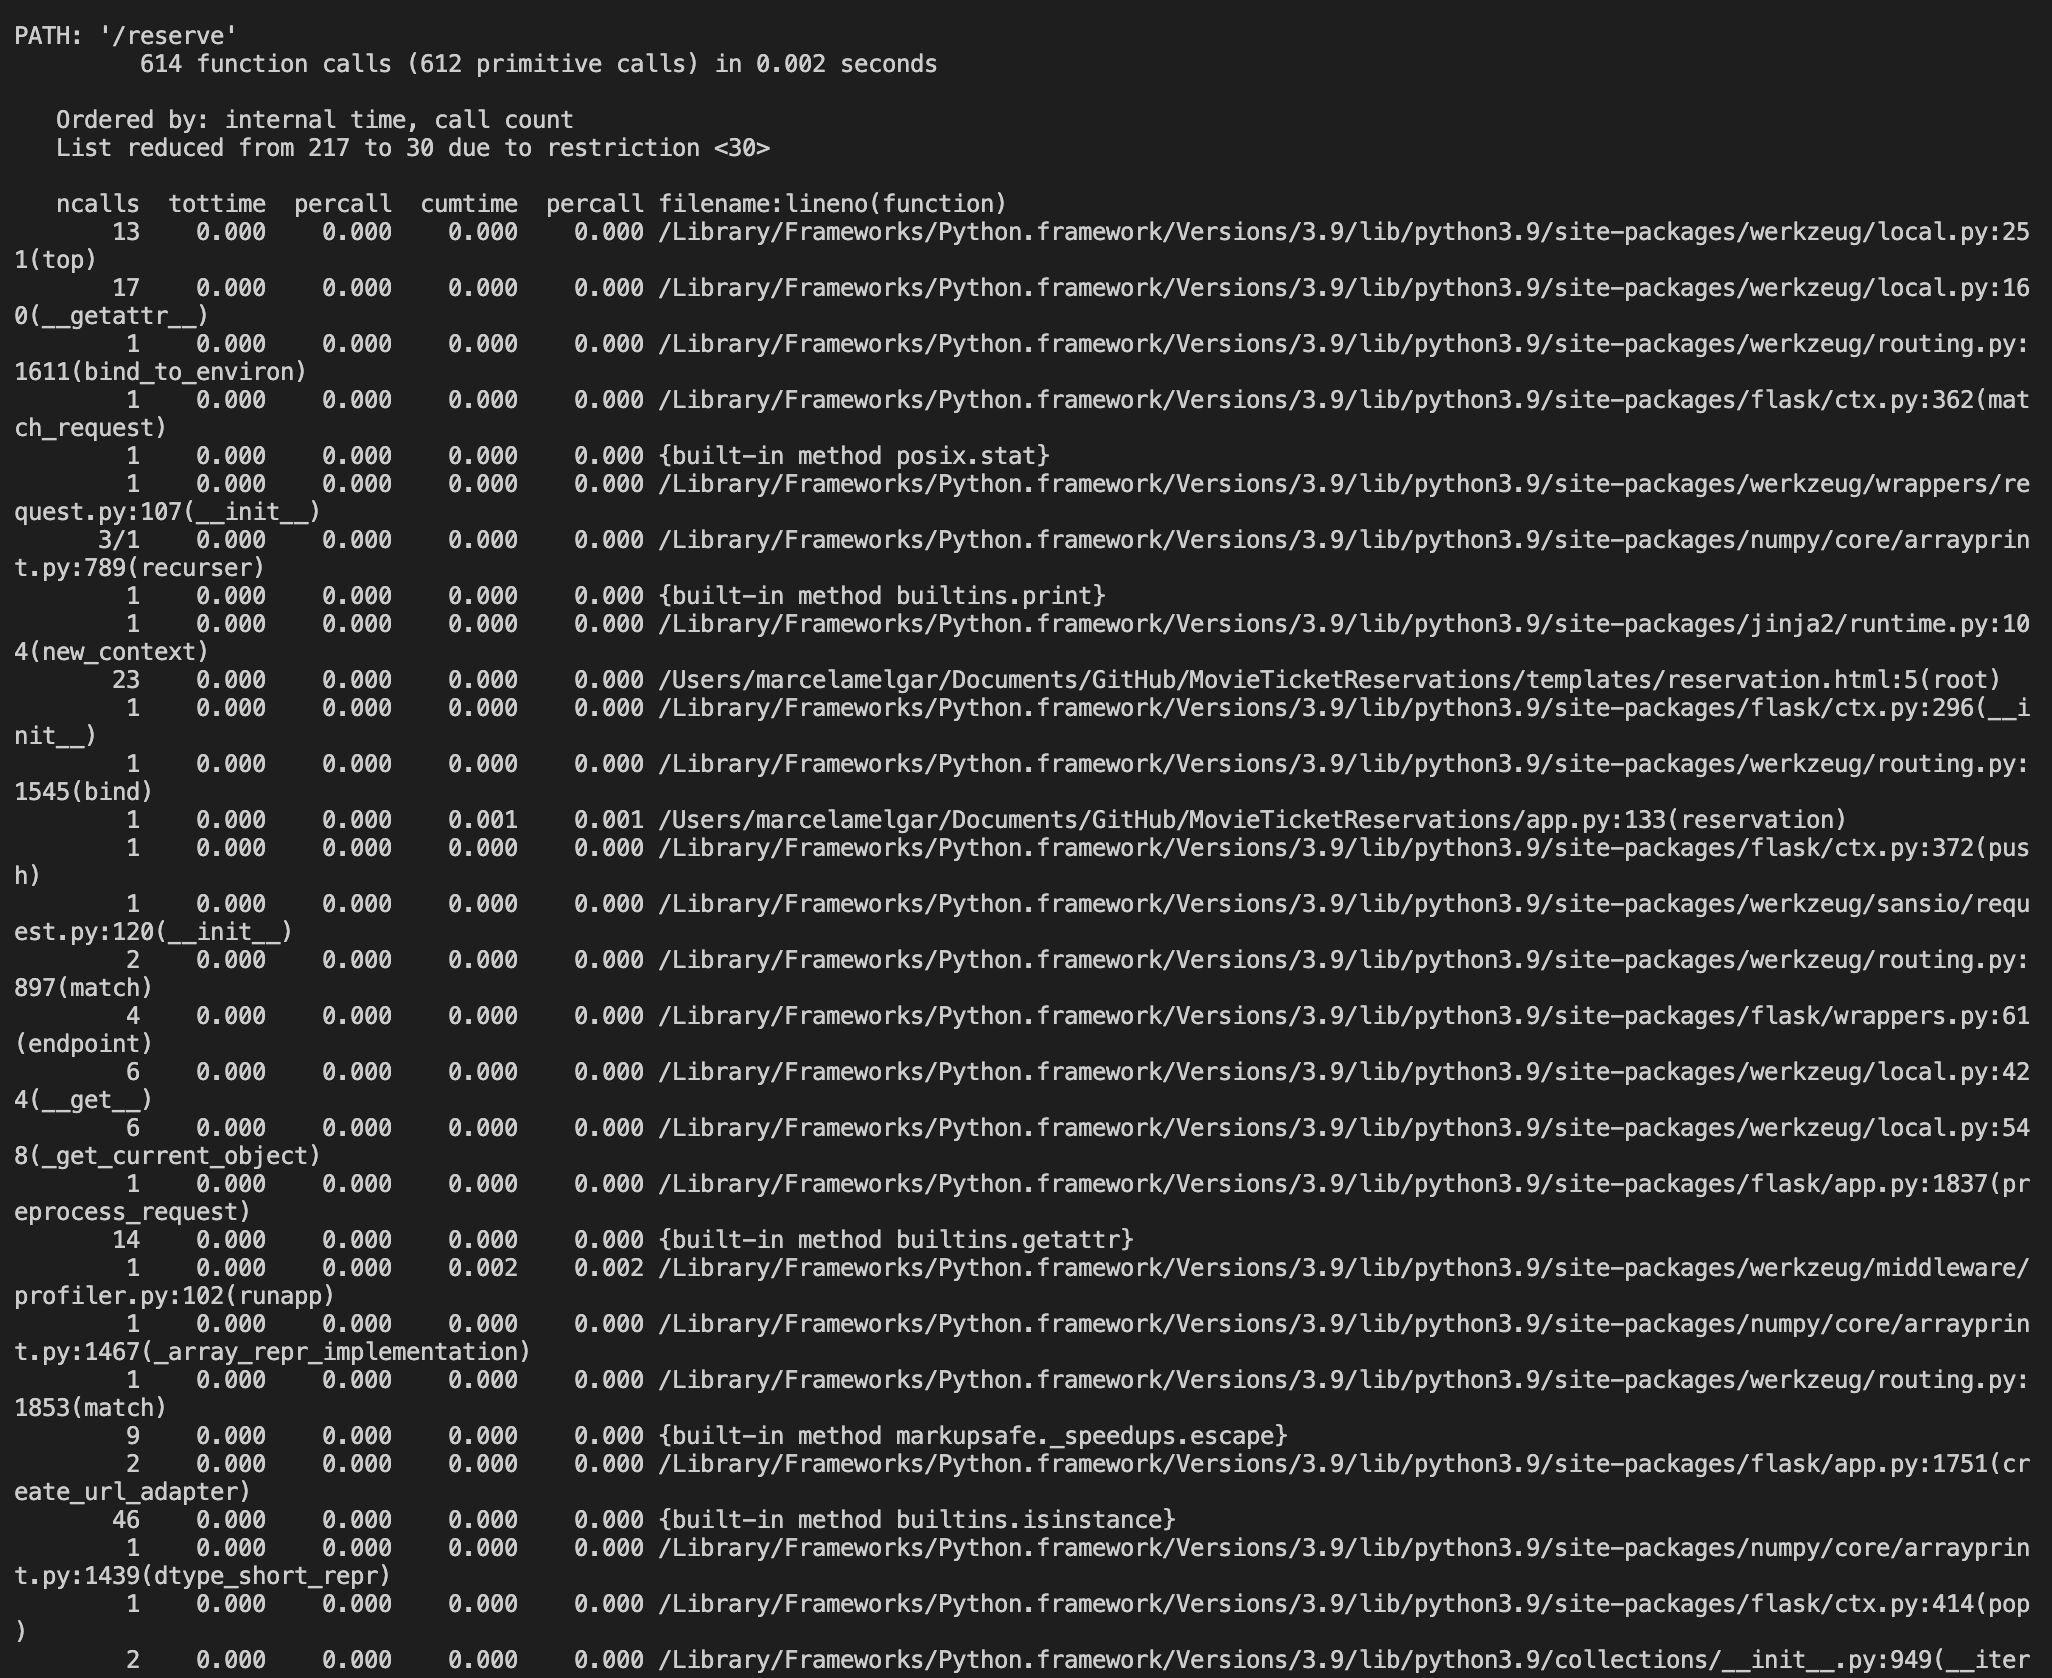 PATH: '/reserve'
614 function calls (612 primitive calls) in 0.002 seconds
Ordered by: internal time, call count
List reduced from 217 to 30 due to restriction <30>
ncalls  tottime  percall  cumtime  percall filename:lineno(function)
13    0.000    0.000    0.000    0.000 /Library/Frameworks/Python.framework/Versions/3.9/lib/python3.9/site-packages/werkzeug/local.py:25
1(top)
17    0.000    0.000    0.000    0.000 /Library/Frameworks/Python.framework/Versions/3.9/lib/python3.9/site-packages/werkzeug/local.py:16
0(__getattr__)
1    0.000    0.000    0.000    0.000 /Library/Frameworks/Python.framework/Versions/3.9/lib/python3.9/site-packages/werkzeug/routing.py:
1611(bind_to_environ)
1    0.000    0.000    0.000    0.000 /Library/Frameworks/Python.framework/Versions/3.9/lib/python3.9/site-packages/flask/ctx.py:362(mat
ch_request)
1    0.000    0.000    0.000    0.000 {built-in method posix.stat}
1    0.000    0.000    0.000    0.000 /Library/Frameworks/Python.framework/Versions/3.9/lib/python3.9/site-packages/werkzeug/wrappers/re
quest.py:107(__init__)
3/1    0.000    0.000    0.000    0.000 /Library/Frameworks/Python.framework/Versions/3.9/lib/python3.9/site-packages/numpy/core/arrayprin
t.py:789(recurser)
1    0.000    0.000    0.000    0.000 {built-in method builtins.print}
1    0.000    0.000    0.000    0.000 /Library/Frameworks/Python.framework/Versions/3.9/lib/python3.9/site-packages/jinja2/runtime.py:10
4(new_context)
23    0.000    0.000    0.000    0.000 /Users/marcelamelgar/Documents/GitHub/MovieTicketReservations/templates/reservation.html:5(root)
1    0.000    0.000    0.000    0.000 /Library/Frameworks/Python.framework/Versions/3.9/lib/python3.9/site-packages/flask/ctx.py:296(__i
nit__)
1    0.000    0.000    0.000    0.000 /Library/Frameworks/Python.framework/Versions/3.9/lib/python3.9/site-packages/werkzeug/routing.py:
1545(bind)
1    0.000    0.000    0.001    0.001 /Users/marcelamelgar/Documents/GitHub/MovieTicketReservations/app.py:133(reservation)
1    0.000    0.000    0.000    0.000 /Library/Frameworks/Python.framework/Versions/3.9/lib/python3.9/site-packages/flask/ctx.py:372(pus
h)
1    0.000    0.000    0.000    0.000 /Library/Frameworks/Python.framework/Versions/3.9/lib/python3.9/site-packages/werkzeug/sansio/requ
est.py:120(__init__)
2    0.000    0.000    0.000    0.000 /Library/Frameworks/Python.framework/Versions/3.9/lib/python3.9/site-packages/werkzeug/routing.py:
897(match)
4    0.000    0.000    0.000    0.000 /Library/Frameworks/Python.framework/Versions/3.9/lib/python3.9/site-packages/flask/wrappers.py:61
(endpoint)
6    0.000    0.000    0.000    0.000 /Library/Frameworks/Python.framework/Versions/3.9/lib/python3.9/site-packages/werkzeug/local.py:42
4(__get__)
6    0.000    0.000    0.000    0.000 /Library/Frameworks/Python.framework/Versions/3.9/lib/python3.9/site-packages/werkzeug/local.py:54
8(_get_current_object)
1    0.000    0.000    0.000    0.000 /Library/Frameworks/Python.framework/Versions/3.9/lib/python3.9/site-packages/flask/app.py:1837(pr
eprocess_request)
14    0.000    0.000    0.000    0.000 {built-in method builtins.getattr}
1    0.000    0.000    0.002    0.002 /Library/Frameworks/Python.framework/Versions/3.9/lib/python3.9/site-packages/werkzeug/middleware/
profiler.py:102(runapp)
1    0.000    0.000    0.000    0.000 /Library/Frameworks/Python.framework/Versions/3.9/lib/python3.9/site-packages/numpy/core/arrayprin
t.py:1467(_array_repr_implementation)
1    0.000    0.000    0.000    0.000 /Library/Frameworks/Python.framework/Versions/3.9/lib/python3.9/site-packages/werkzeug/routing.py:
1853(match)
9    0.000    0.000    0.000    0.000 {built-in method markupsafe._speedups.escape}
2    0.000    0.000    0.000    0.000 /Library/Frameworks/Python.framework/Versions/3.9/lib/python3.9/site-packages/flask/app.py:1751(cr
eate_url_adapter)
46    0.000    0.000    0.000    0.000 {built-in method builtins.isinstance}
1    0.000    0.000    0.000    0.000 /Library/Frameworks/Python.framework/Versions/3.9/lib/python3.9/site-packages/numpy/core/arrayprin
t.py:1439(dtype_short_repr)
1    0.000    0.000    0.000    0.000 /Library/Frameworks/Python.framework/Versions/3.9/lib/python3.9/site-packages/flask/ctx.py:414(pop
)
2    0.000    0.000    0.000    0.000 /Library/Frameworks/Python.framework/Versions/3.9/lib/python3.9/collections/__init__.py:949(__iter